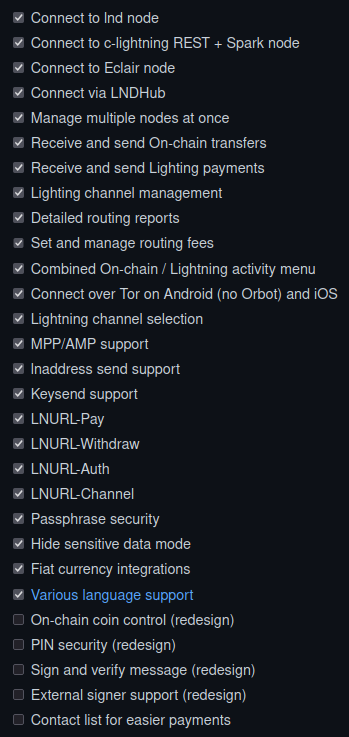 Connect to lnd node
Connect to c-lightning REST + Spark node
Connect to Eclair node
Connect via LNDHub
Manage multiple nodes at once
Receive and send On-chain transfers
Receive and send Lighting payments
Lighting channel management
Detailed routing reports
Set and manage routing fees
Combined On-chain / Lightning activity menu
Connect over Tor on Android (no Orbot) and iOS
Lightning channel selection
MPP/AMP support
lnaddress send support
Keysend support
LNURL-Pay
LNURL-Withdraw
LNURL-Auth
LNURL-Channel
Passphrase security
Hide sensitive data mode
Fiat currency integrations
Various language support
On-chain coin control (redesign)
PIN security (redesign)
Sign and verify message (redesign)
External signer support (redesign)
Contact list for easier payments